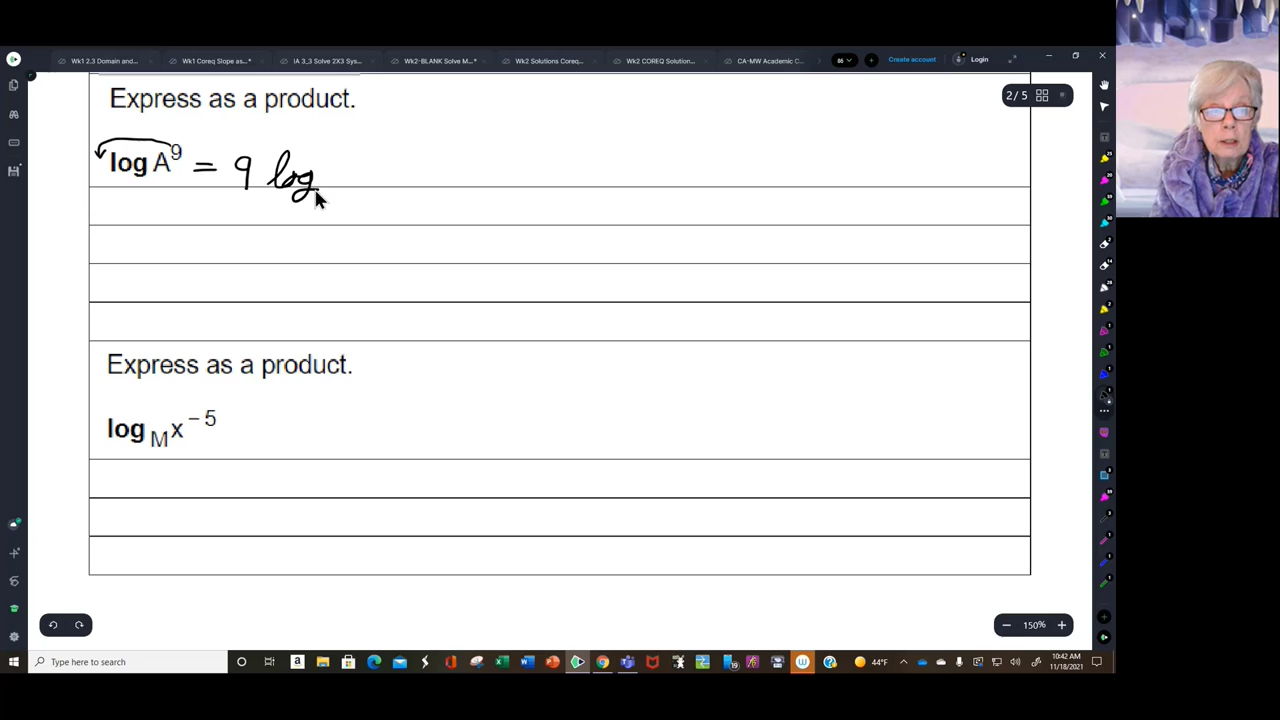 Wk1 2.3 Domain and... Wk1 Coreq Slope as...* IA 3_3 Solve 2X3 Sys... Wk2-BLANK Solve M...* Wk2 Solutions Coreq... Wk2 COREQ Solution... CA-MW Academic C... 86 Create account Login
Express as a product.
2 / 5
log A⁹ = 9 log
Express as a product.
log_M x⁻⁵
150%
Type here to search
44°F
10:42 AM
11/18/2021